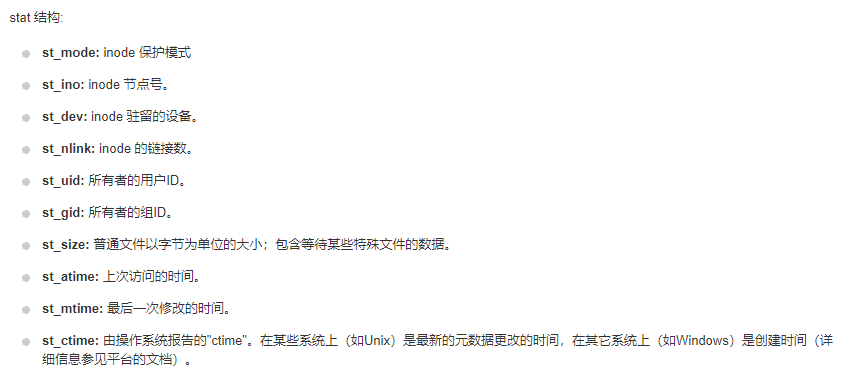 stat 结构:
st_mode: inode 保护模式
st_ino: inode 节点号。
st_dev: inode 驻留的设备。
st_nlink: inode 的链接数。
st_uid: 所有者的用户ID。
st_gid: 所有者的组ID。
st_size: 普通文件以字节为单位的大小；包含等待某些特殊文件的数据。
st_atime: 上次访问的时间。
st_mtime: 最后一次修改的时间。
st_ctime: 由操作系统报告的"ctime"。在某些系统上（如Unix）是最新的元数据更改的时间，在其它系统上（如Windows）是创建时间（详
细信息参见平台的文档）。